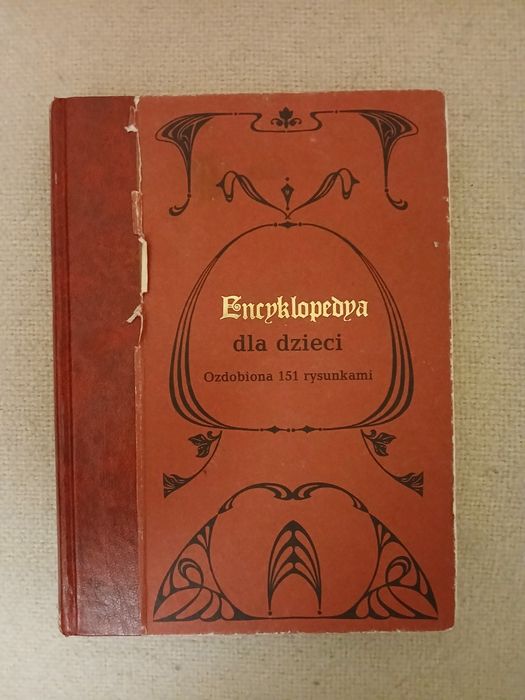 Encyklopedya
dla dzieci
Ozdobiona 151 rysunkami